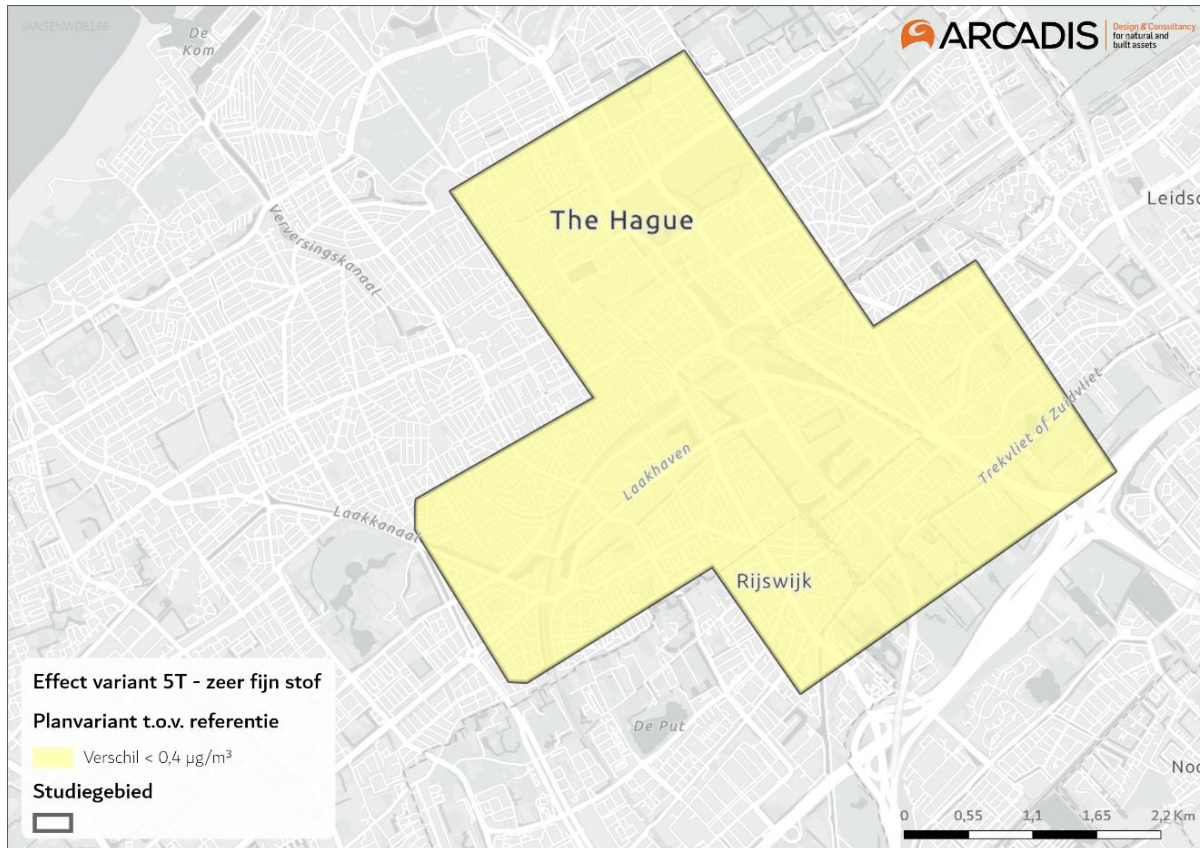 JANSENWD6186
De
Kom
ARCADIS
Design & Consultancy
for natural and
built assets
Leidsc
The Hague
Verversingskanaal
Trekvliet of Zuidvliet
Laakhaven
Laakkanaal
Rijswijk
De Put
Noo
Effect variant 5T - zeer fijn stof
Planvariant t.o.v. referentie
Verschil < 0,4 µg/m³
Studiegebied
0 0,55 1,1 1,65 2,2 Km